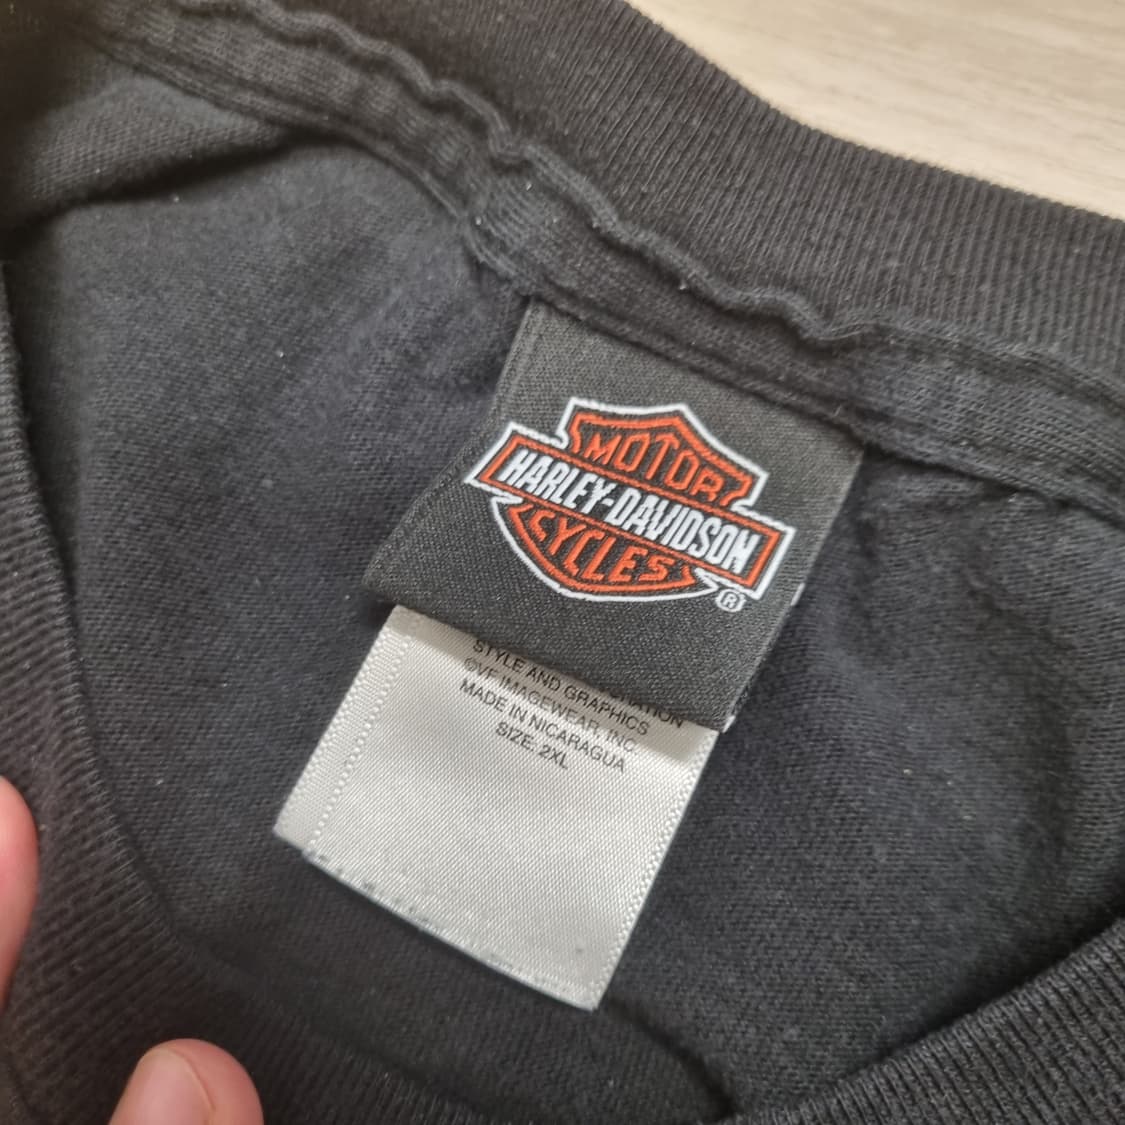 MOTOR
HARLEY-DAVIDSON
CYCLES
®
STYLE AND GRAPHICS
©VF IMAGEWEAR, INC
MADE IN NICARAGUA
SIZE: 2XL